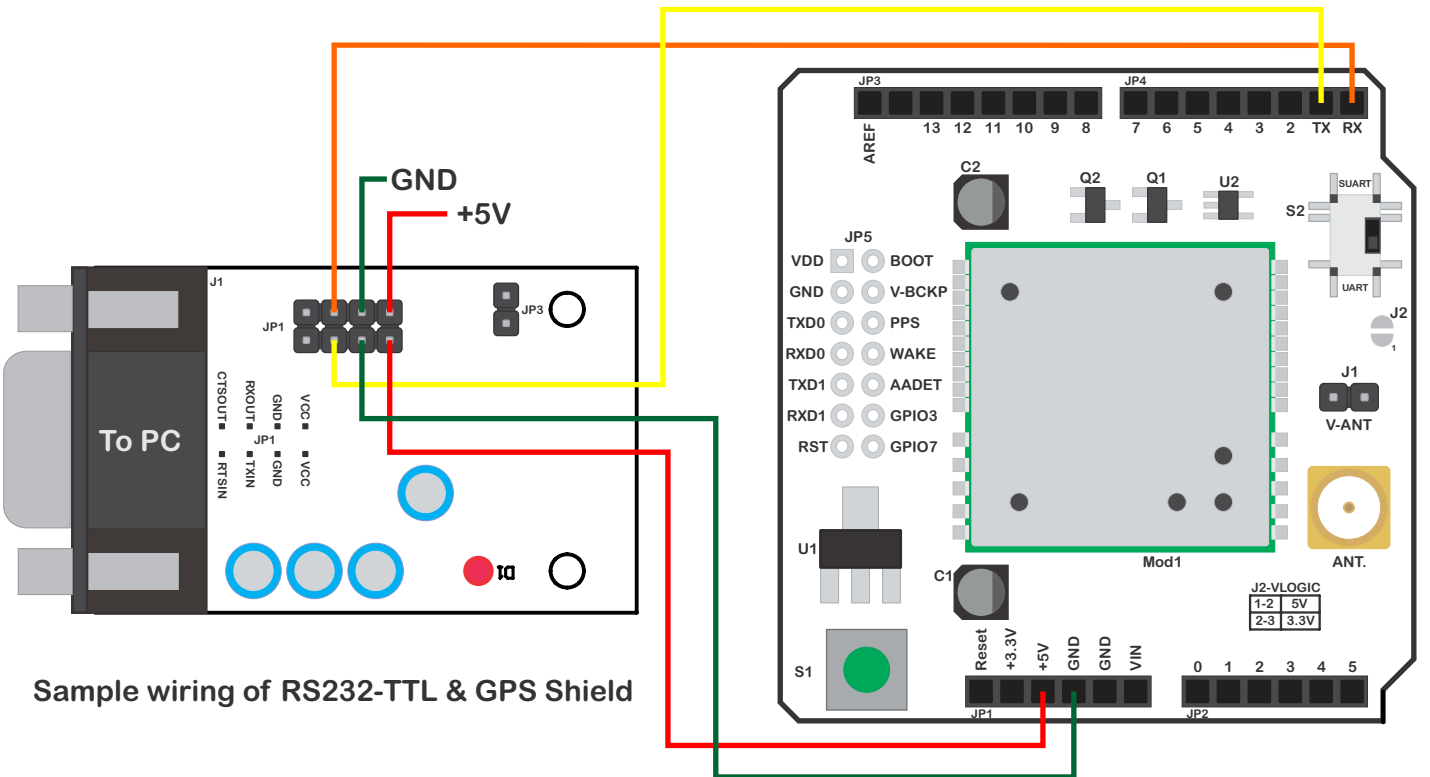 GND
+5V
J1
JP1
JP3
CTSOUT
RXOUT
GND
VCC
JP1
RTSIN
TXIN
GND
VCC
To PC
D1
Sample wiring of RS232-TTL & GPS Shield
JP3
JP4
AREF 13 12 11 10 9 8
7 6 5 4 3 2 TX RX
C2
Q2 Q1 U2
S2
SUART
UART
J2
1
J1
V-ANT
JP5
VDD BOOT
GND V-BCKP
TXD0 PPS
RXD0 WAKE
TXD1 AADET
RXD1 GPIO3
RST GPIO7
U1
C1
Mod1
ANT.
J2-VLOGIC
1-2 5V
2-3 3.3V
S1
Reset
+3.3V
+5V
GND
GND
VIN
0 1 2 3 4 5
JP1
JP2